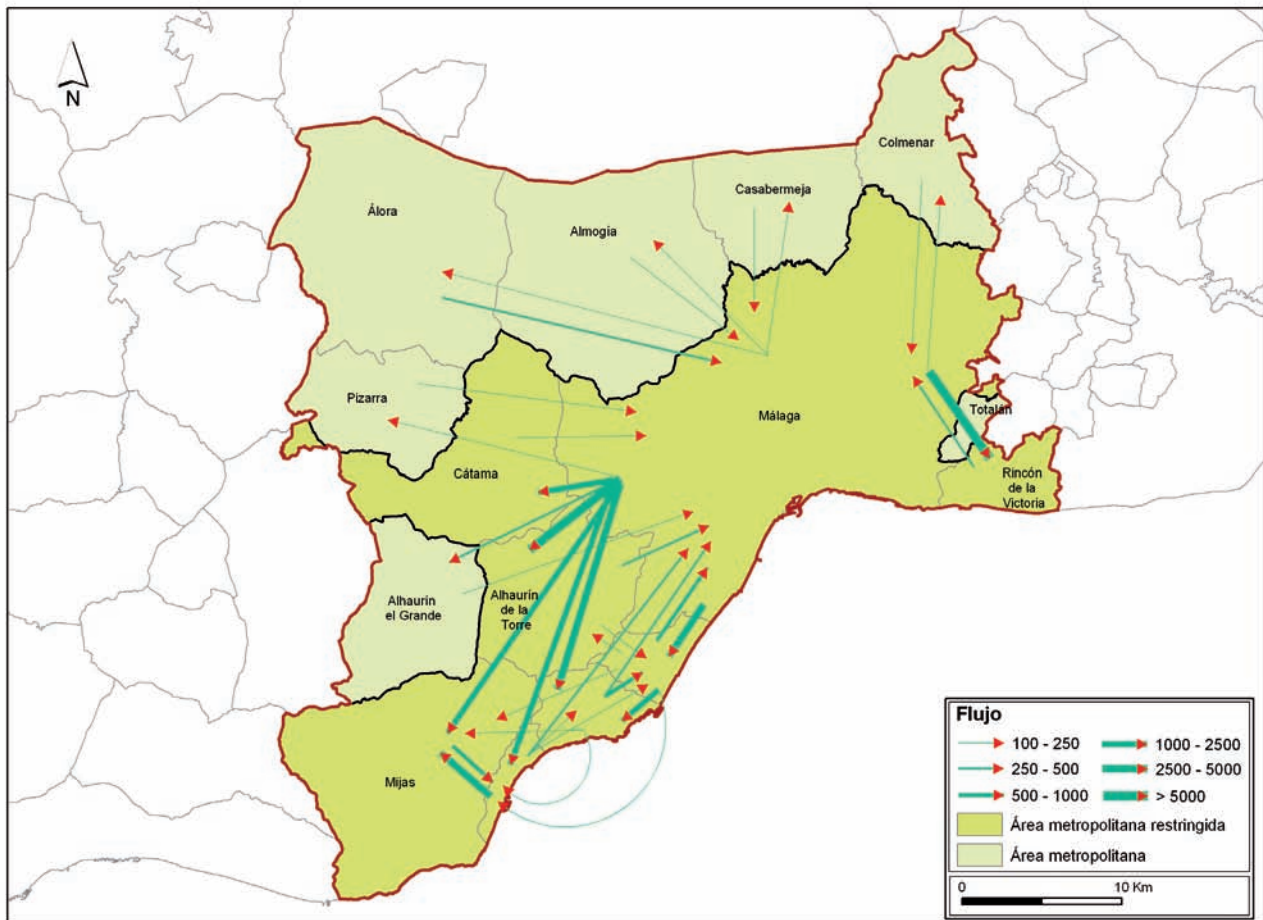 N
Colmenar
Casabermeja
Álora
Almogía
Pizarra
Málaga
Totalán
Cátama
Rincón
de la
Victoria
Alhaurín
el Grande
Alhaurín
de la
Torre
Mijas
Flujo
100 - 250
1000 - 2500
250 - 500
2500 - 5000
500 - 1000
> 5000
Área metropolitana restringida
Área metropolitana
0
10 Km